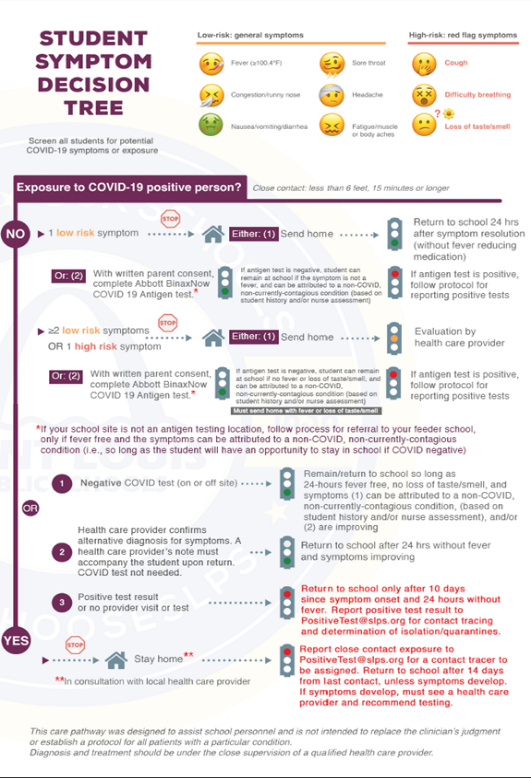 STUDENT
SYMPTOM
DECISION
TREE
Screen all students for potential
COVID-19 symptoms or exposure
Low-risk: general symptoms
Fever (≥100.4°F)
Sore throat
Congestion/runny nose
Headache
Nausea/vomiting/diarrhea
Fatigue/muscle
or body aches
High-risk: red flag symptoms
Cough
Difficulty breathing
?
Loss of taste/smell
Exposure to COVID-19 positive person?
Close contact: less than 6 feet, 15 minutes or longer
NO
1 low risk symptom
STOP
Either: (1) Send home
Return to school 24 hrs
after symptom resolution
(without fever reducing
medication)
Or: (2)
With written parent consent,
complete Abbott BinaxNow
COVID 19 Antigen test.*
If antigen test is negative, student can
remain at school if the symptom is not a
fever, and can be attributed to a non-COVID,
non-currently-contagious condition (based on
student history and/or nurse assessment)
If antigen test is positive,
follow protocol for
reporting positive tests
≥2 low risk symptoms
OR 1 high risk symptom
STOP
Either: (1) Send home
Evaluation by
health care provider
Or: (2)
With written parent consent,
complete Abbott BinaxNow
COVID 19 Antigen test.*
If antigen test is negative, student can remain
at school if no fever or loss of taste/smell, and
can be attributed to a non-COVID,
non-currently-contagious condition (based on
student history and/or nurse assessment)
Must send home with fever or loss of taste/smell
If antigen test is positive,
follow protocol for
reporting positive tests
*If your school site is not an antigen testing location, follow process for referral to your feeder school,
only if fever free and the symptoms can be attributed to a non-COVID, non-currently-contagious
condition (i.e., so long as the student will have an opportunity to stay in school if COVID negative)
1 Negative COVID test (on or off site)
Remain/return to school so long as
24-hours fever free, no loss of taste/smell, and
symptoms (1) can be attributed to a non-COVID,
non-currently-contagious condition, (based on
student history and/or nurse assessment), and/or
(2) are improving
OR
2
Health care provider confirms
alternative diagnosis for symptoms. A
health care provider's note must
accompany the student upon return.
COVID test not needed.
Return to school after 24 hrs without fever
and symptoms improving
3
Positive test result
or no provider visit or test
Return to school only after 10 days
since symptom onset and 24 hours without
fever. Report positive test result to
PositiveTest@slps.org for contact tracing
and determination of isolation/quarantines.
YES
STOP
Stay home**
**In consultation with local health care provider
Report close contact exposure to
PositiveTest@slps.org for a contact tracer to
be assigned. Return to school after 14 days
from last contact, unless symptoms develop.
If symptoms develop, must see a health care
provider and recommend testing.
This care pathway was designed to assist school personnel and is not intended to replace the clinician's judgment
or establish a protocol for all patients with a particular condition.
Diagnosis and treatment should be under the close supervision of a qualified health care provider.